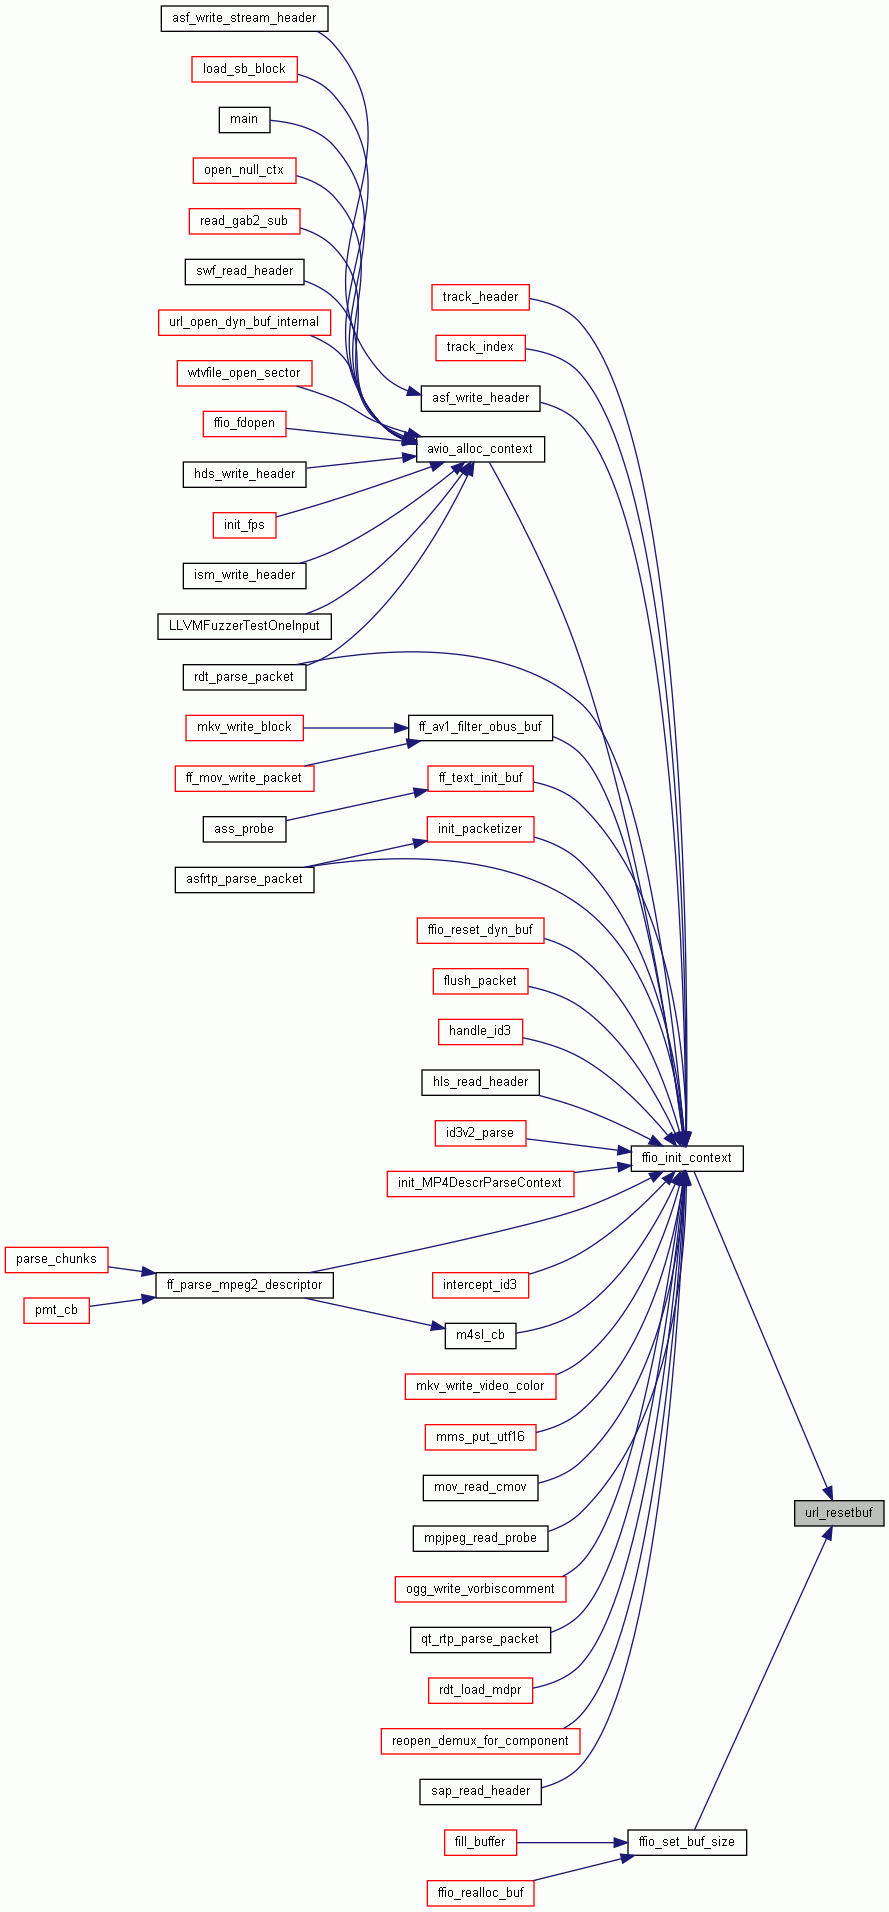 asf_write_stream_header
load_sb_block
main
open_null_ctx
read_gab2_sub
swf_read_header
track_header
url_open_dyn_buf_internal
track_index
wtvfile_open_sector
asf_write_header
ffio_fdopen
avio_alloc_context
hds_write_header
init_fps
ism_write_header
LLVMFuzzerTestOneInput
rdt_parse_packet
mkv_write_block
ff_av1_filter_obus_buf
ff_mov_write_packet
ff_text_init_buf
ass_probe
init_packetizer
asfrtp_parse_packet
ffio_reset_dyn_buf
flush_packet
handle_id3
hls_read_header
id3v2_parse
ffio_init_context
init_MP4DescrParseContext
parse_chunks
ff_parse_mpeg2_descriptor
intercept_id3
pmt_cb
m4sl_cb
mkv_write_video_color
mms_put_utf16
mov_read_cmov
url_resetbuf
mpjpeg_read_probe
ogg_write_vorbiscomment
qt_rtp_parse_packet
rdt_load_mdpr
reopen_demux_for_component
sap_read_header
fill_buffer
ffio_set_buf_size
ffio_realloc_buf